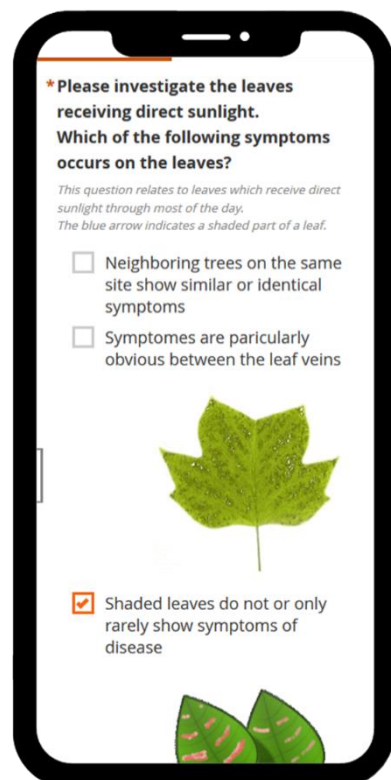 *Please investigate the leaves
receiving direct sunlight.
Which of the following symptoms
occurs on the leaves?
This question relates to leaves which receive direct
sunlight through most of the day.
The blue arrow indicates a shaded part of a leaf.
Neighboring trees on the same
site show similar or identical
symptoms
Symptomes are paricularly
obvious between the leaf veins
Shaded leaves do not or only
rarely show symptoms of
disease